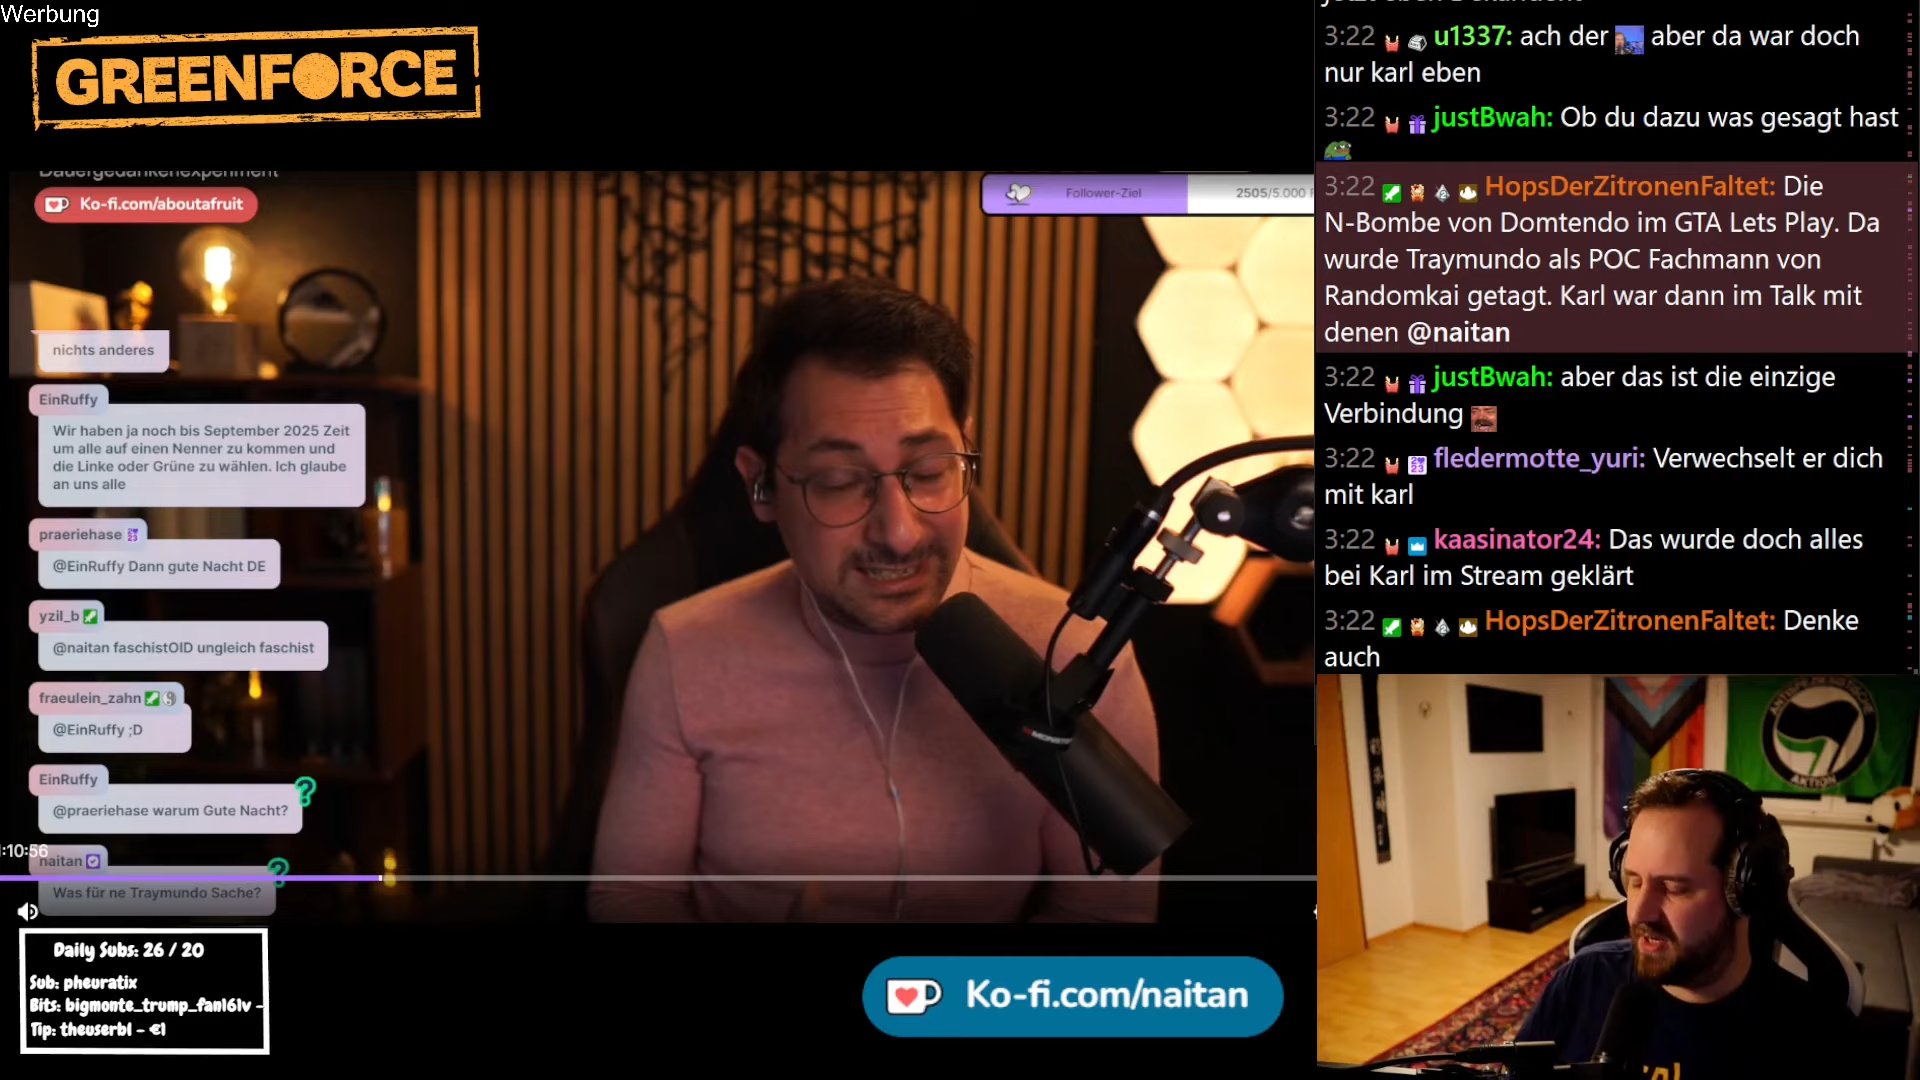 Werbung
GREENFORCE
Dauergedankenexperiment
Ko-fi.com/aboutafruit
Follower-Ziel
2505/5.000
nichts anderes
EinRuffy
Wir haben ja noch bis September 2025 Zeit
um alle auf einen Nenner zu kommen und
die Linke oder Grüne zu wählen. Ich glaube
an uns alle
praeriehase
@EinRuffy Dann gute Nacht DE
yzil_b
@naitan faschistOID ungleich faschist
fraeulein_zahn
@EinRuffy ;D
EinRuffy
@praeriehase warum Gute Nacht?
:10:56
naitan
Was für ne Traymundo Sache?
Daily Subs: 26 / 20
Sub: pheuratix
Bits: bigmonte_trump_fan161v -
Tip: theuserbl - €1
Ko-fi.com/naitan
3:22 u1337: ach der aber da war doch
nur karl eben
3:22 justBwah: Ob du dazu was gesagt hast
3:22 HopsDerZitronenFaltet: Die
N-Bombe von Domtendo im GTA Lets Play. Da
wurde Traymundo als POC Fachmann von
Randomkai getagt. Karl war dann im Talk mit
denen @naitan
3:22 justBwah: aber das ist die einzige
Verbindung
3:22 fledermotte_yuri: Verwechselt er dich
mit karl
3:22 kaasinator24: Das wurde doch alles
bei Karl im Stream geklärt
3:22 HopsDerZitronenFaltet: Denke
auch
AKTION